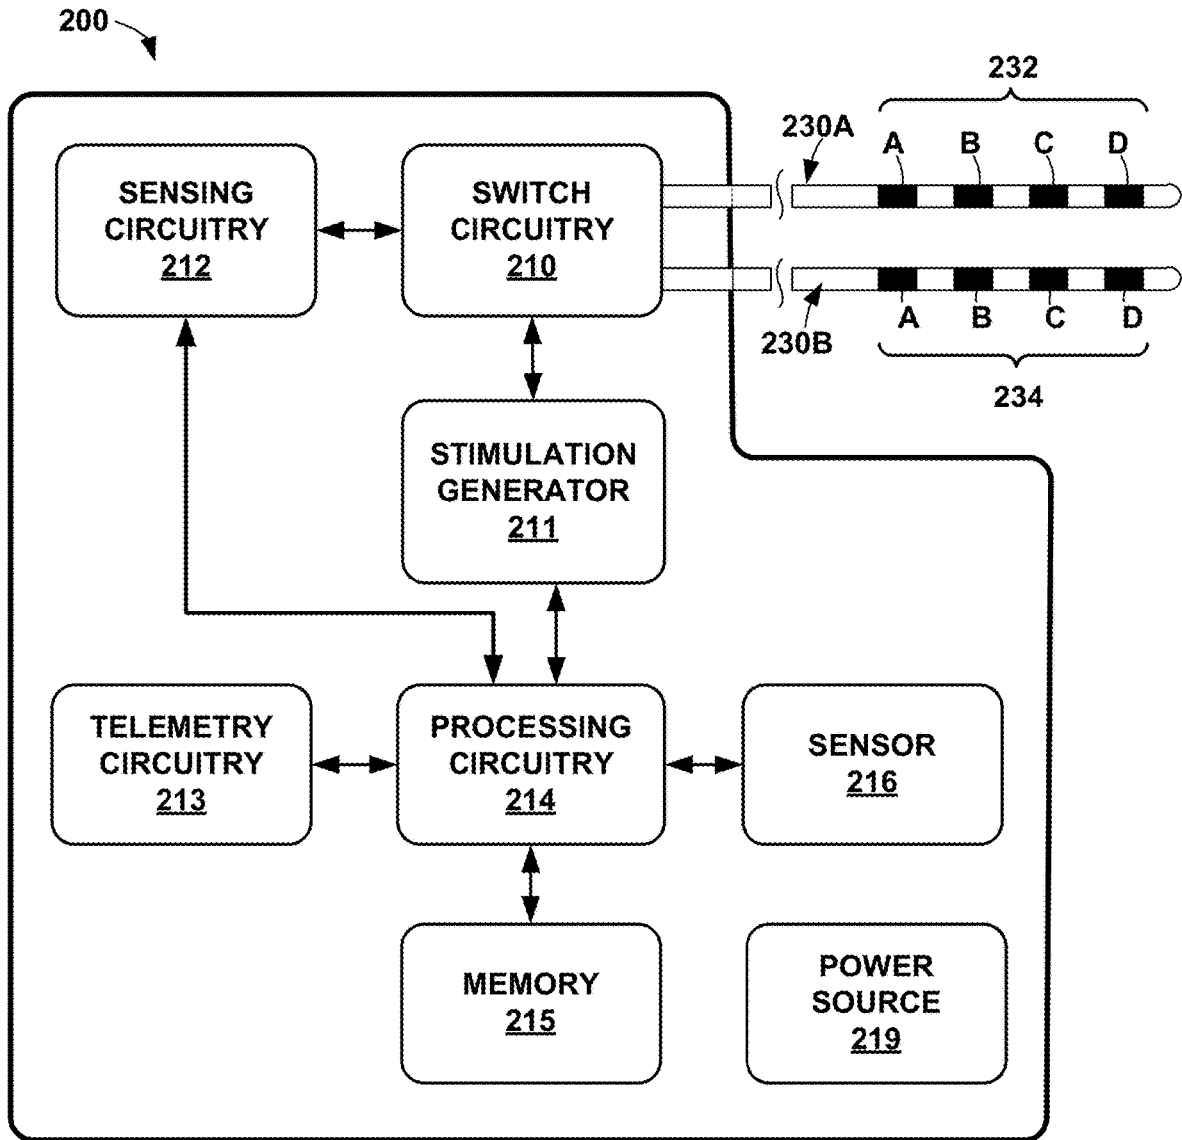 200
232
230A
A B C D
SENSING
CIRCUITRY
212
SWITCH
CIRCUITRY
210
A B C D
230B
234
STIMULATION
GENERATOR
211
TELEMETRY
CIRCUITRY
213
PROCESSING
CIRCUITRY
214
SENSOR
216
MEMORY
215
POWER
SOURCE
219